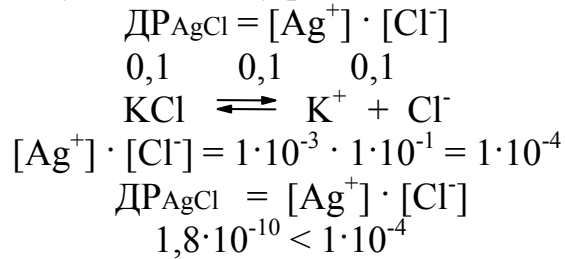 ДРAgCl = [Ag⁺] · [Cl⁻]
0,1 0,1 0,1
KCl ⇌ K⁺ + Cl⁻
[Ag⁺] · [Cl⁻] = 1·10⁻³ · 1·10⁻¹ = 1·10⁻⁴
ДРAgCl = [Ag⁺] · [Cl⁻]
1,8·10⁻¹⁰ < 1·10⁻⁴